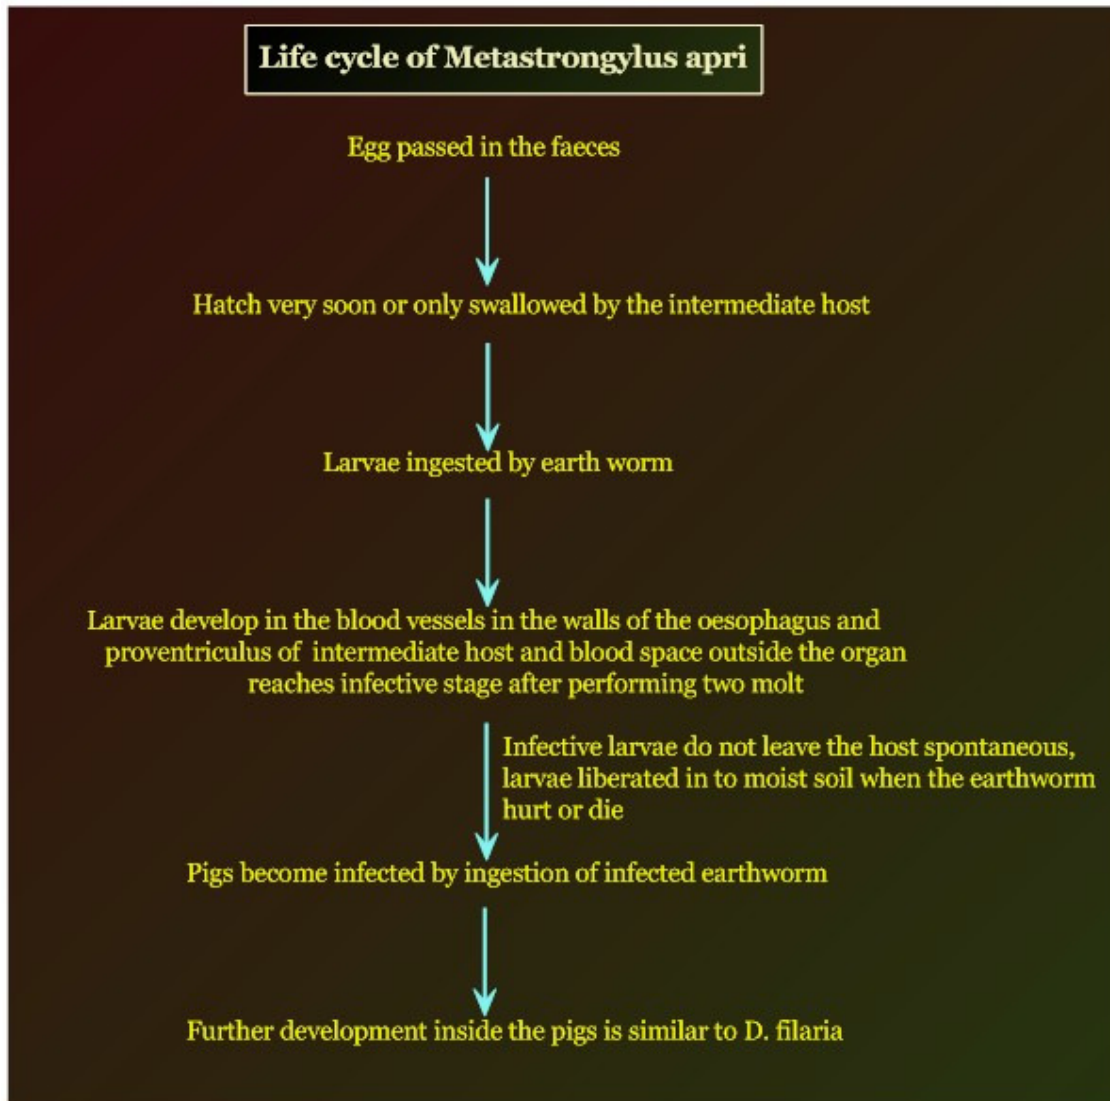 Life cycle of Metastrongylus apri
Egg passed in the faeces
Hatch very soon or only swallowed by the intermediate host
Larvae ingested by earth worm
Larvae develop in the blood vessels in the walls of the oesophagus and
proventriculus of intermediate host and blood space outside the organ
reaches infective stage after performing two molt
Infective larvae do not leave the host spontaneous,
larvae liberated in to moist soil when the earthworm
hurt or die
Pigs become infected by ingestion of infected earthworm
Further development inside the pigs is similar to D. filaria